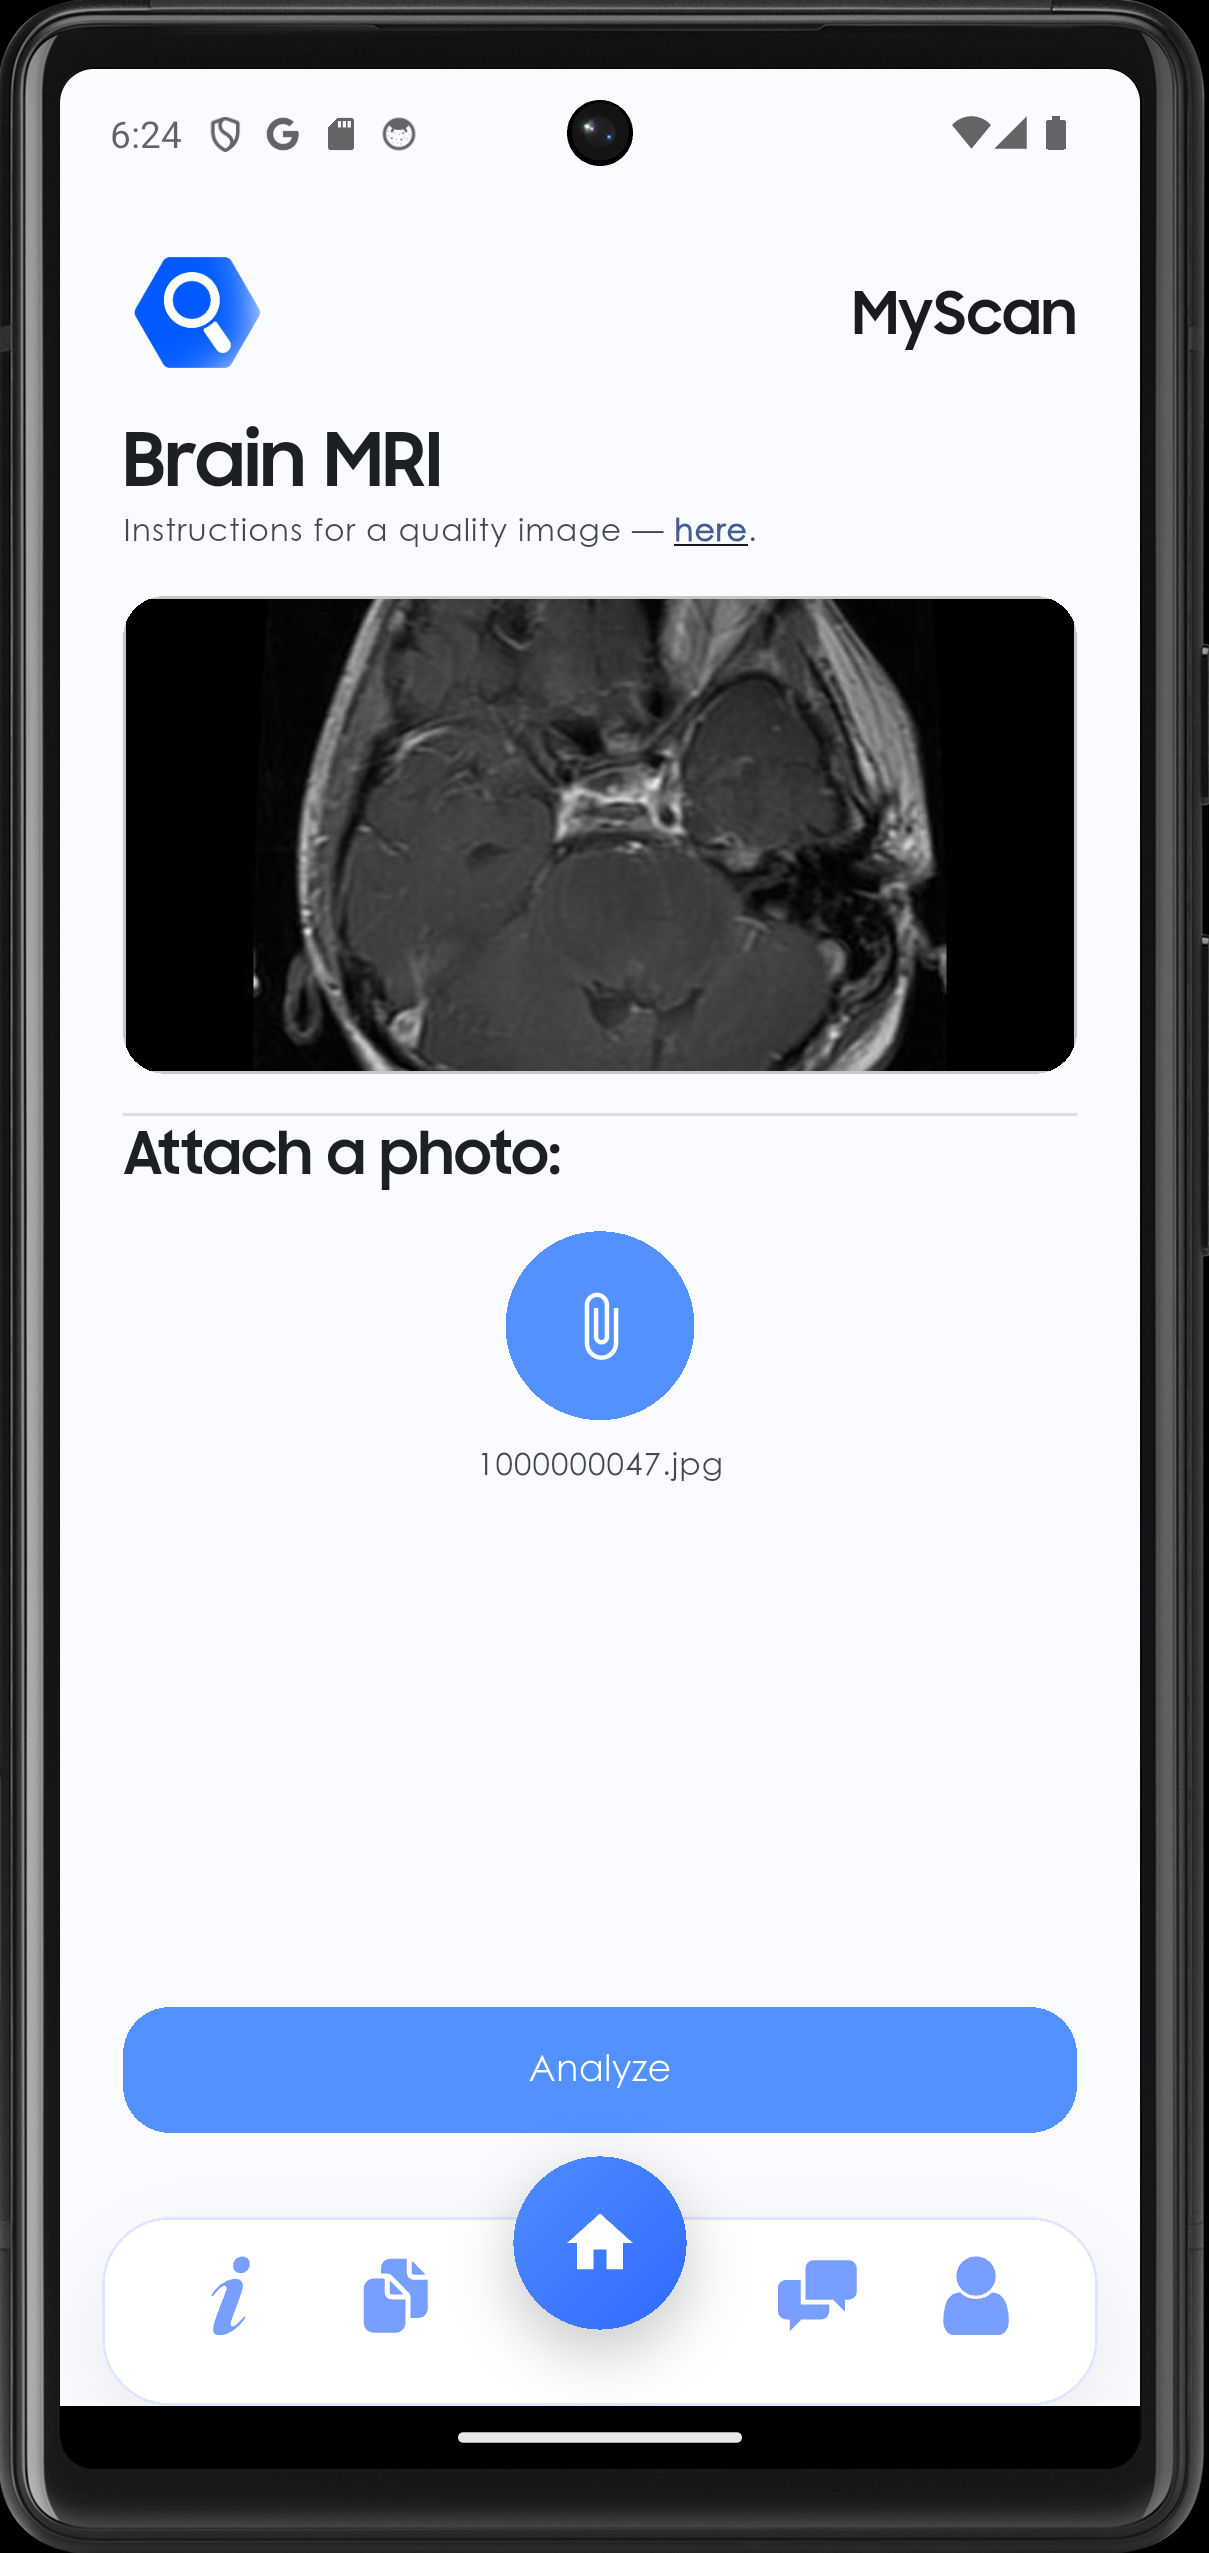 6:24
MyScan
Brain MRI
Instructions for a quality image — here.
Attach a photo:
1000000047.jpg
Analyze